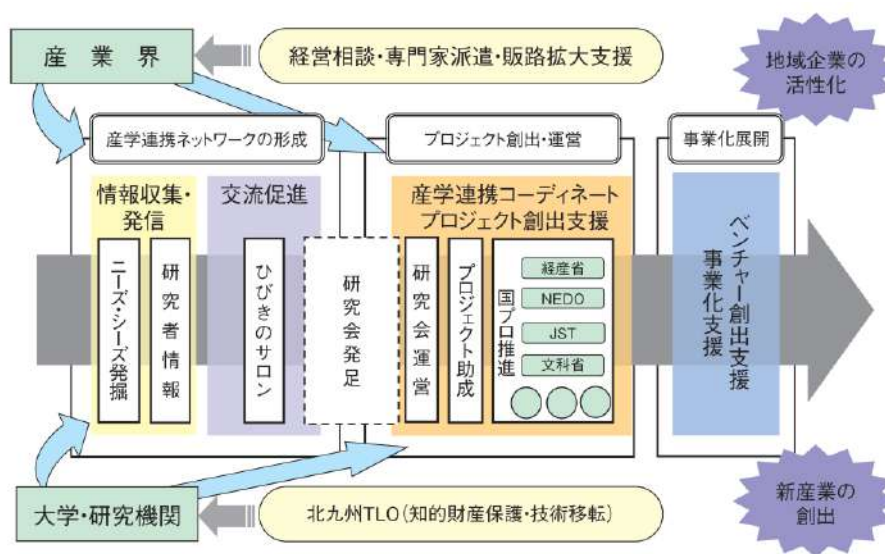 産業界
経営相談・専門家派遣・販路拡大支援
地域企業の
活性化
産学連携ネットワークの形成
プロジェクト創出・運営
事業化展開
情報収集・
発信
交流促進
産学連携コーディネート
プロジェクト創出支援
ニーズ・シーズ発掘
研究者情報
ひびきのサロン
研究会発足
研究会運営
プロジェクト助成
国プロ推進
経産省
NEDO
JST
文科省
ベンチャー創出支援
事業化支援
大学・研究機関
北九州TLO(知的財産保護・技術移転)
新産業の
創出